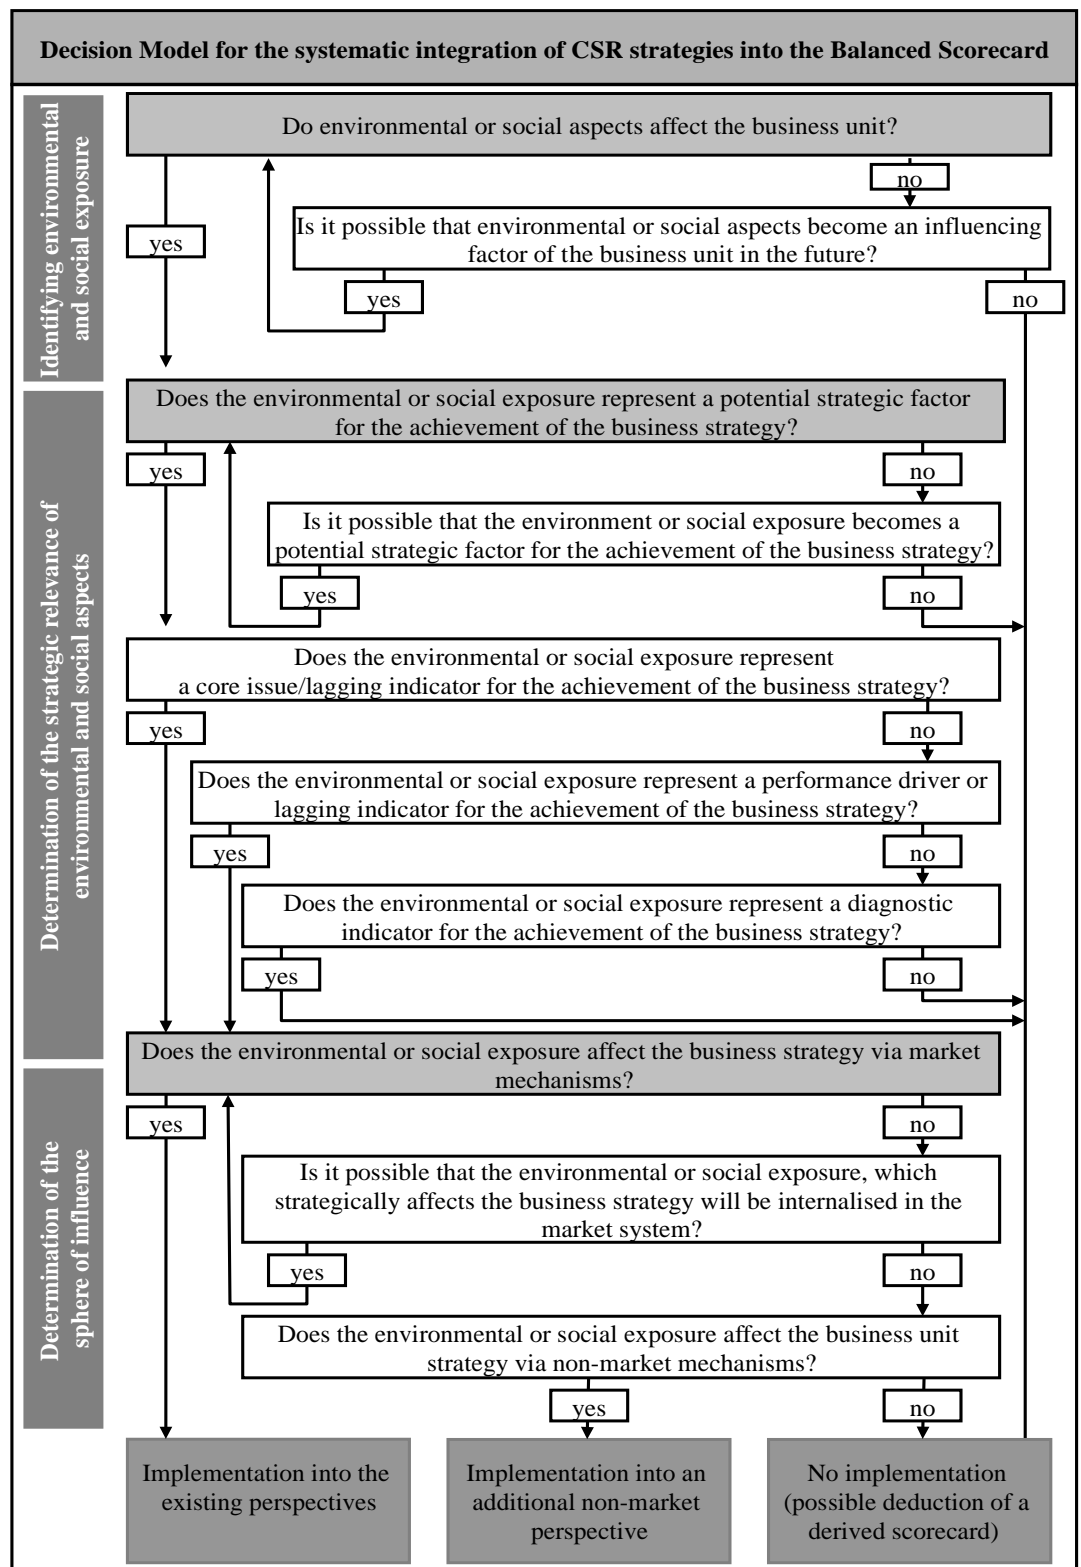 Decision Model for the systematic integration of CSR strategies into the Balanced Scorecard
Identifying environmental
and social exposure
Do environmental or social aspects affect the business unit?
no
yes
Is it possible that environmental or social aspects become an influencing
factor of the business unit in the future?
yes
no
Determination of the strategic relevance of
environmental and social aspects
Does the environmental or social exposure represent a potential strategic factor
for the achievement of the business strategy?
yes
no
Is it possible that the environment or social exposure becomes a
potential strategic factor for the achievement of the business strategy?
yes
no
Does the environmental or social exposure represent
a core issue/lagging indicator for the achievement of the business strategy?
yes
no
Does the environmental or social exposure represent a performance driver or
lagging indicator for the achievement of the business strategy?
yes
no
Does the environmental or social exposure represent a diagnostic
indicator for the achievement of the business strategy?
yes
no
Does the environmental or social exposure affect the business strategy via market
mechanisms?
Determination of the
sphere of influence
yes
no
Is it possible that the environmental or social exposure, which
strategically affects the business strategy will be internalised in the
market system?
yes
no
Does the environmental or social exposure affect the business unit
strategy via non-market mechanisms?
yes
no
Implementation into the
existing perspectives
Implementation into an
additional non-market
perspective
No implementation
(possible deduction of a
derived scorecard)